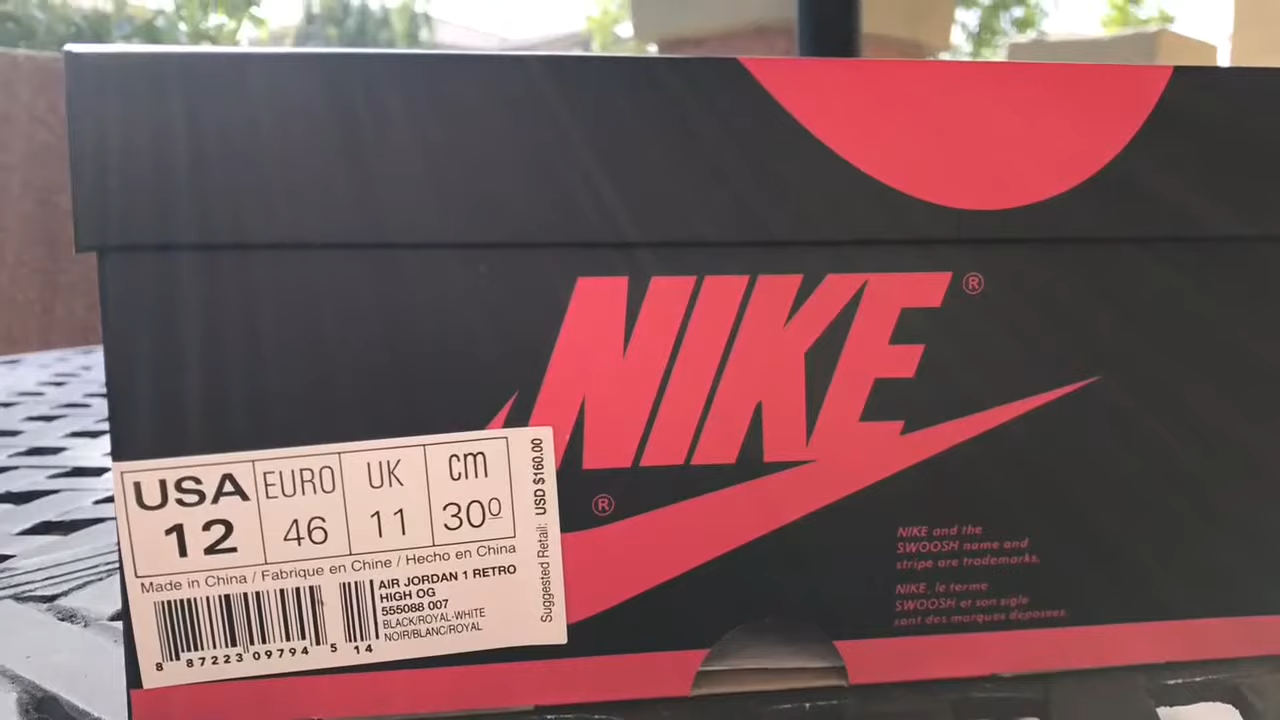 NIKE ®
®
USA EURO UK cm
12 46 11 30⁰
Made in China / Fabrique en Chine / Hecho en China
AIR JORDAN 1 RETRO
HIGH OG
555088 007
BLACK/ROYAL-WHITE
NOIR/BLANC/ROYAL
8 87223 09794 5 14
Suggested Retail: USD $160.00
NIKE and the
SWOOSH name and
stripe are trademarks.
NIKE, le terme
SWOOSH et son sigle
sont des marques déposées.